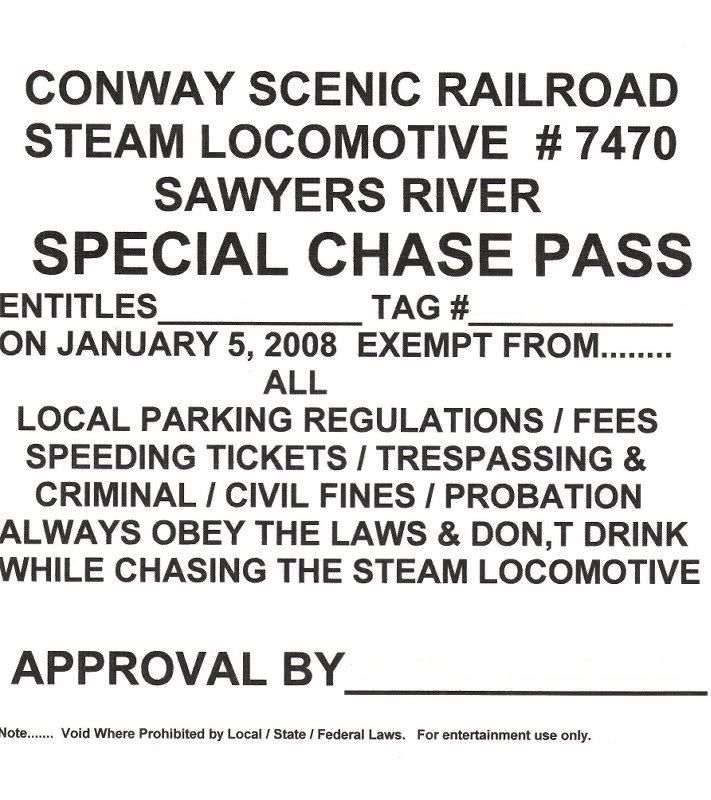 CONWAY SCENIC RAILROAD
STEAM LOCOMOTIVE # 7470
SAWYERS RIVER
SPECIAL CHASE PASS
ENTITLES____________ TAG #____________
ON JANUARY 5, 2008 EXEMPT FROM........
ALL
LOCAL PARKING REGULATIONS / FEES
SPEEDING TICKETS / TRESPASSING &
CRIMINAL / CIVIL FINES / PROBATION
ALWAYS OBEY THE LAWS & DON,T DRINK
WHILE CHASING THE STEAM LOCOMOTIVE
APPROVAL BY_______________
Note....... Void Where Prohibited by Local / State / Federal Laws. For entertainment use only.